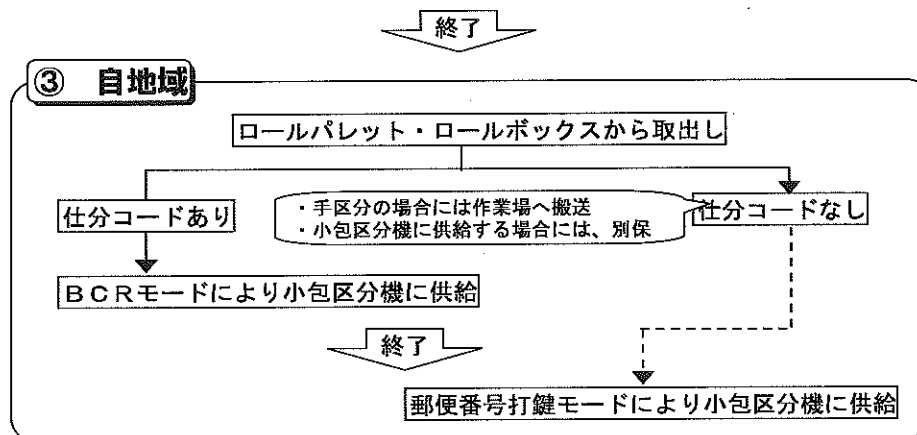 終了
③ 自地域
ロールパレット・ロールボックスから取出し
仕分コードあり
・手区分の場合には作業場へ搬送
・小包区分機に供給する場合には、別保
仕分コードなし
ＢＣＲモードにより小包区分機に供給
終了
郵便番号打鍵モードにより小包区分機に供給